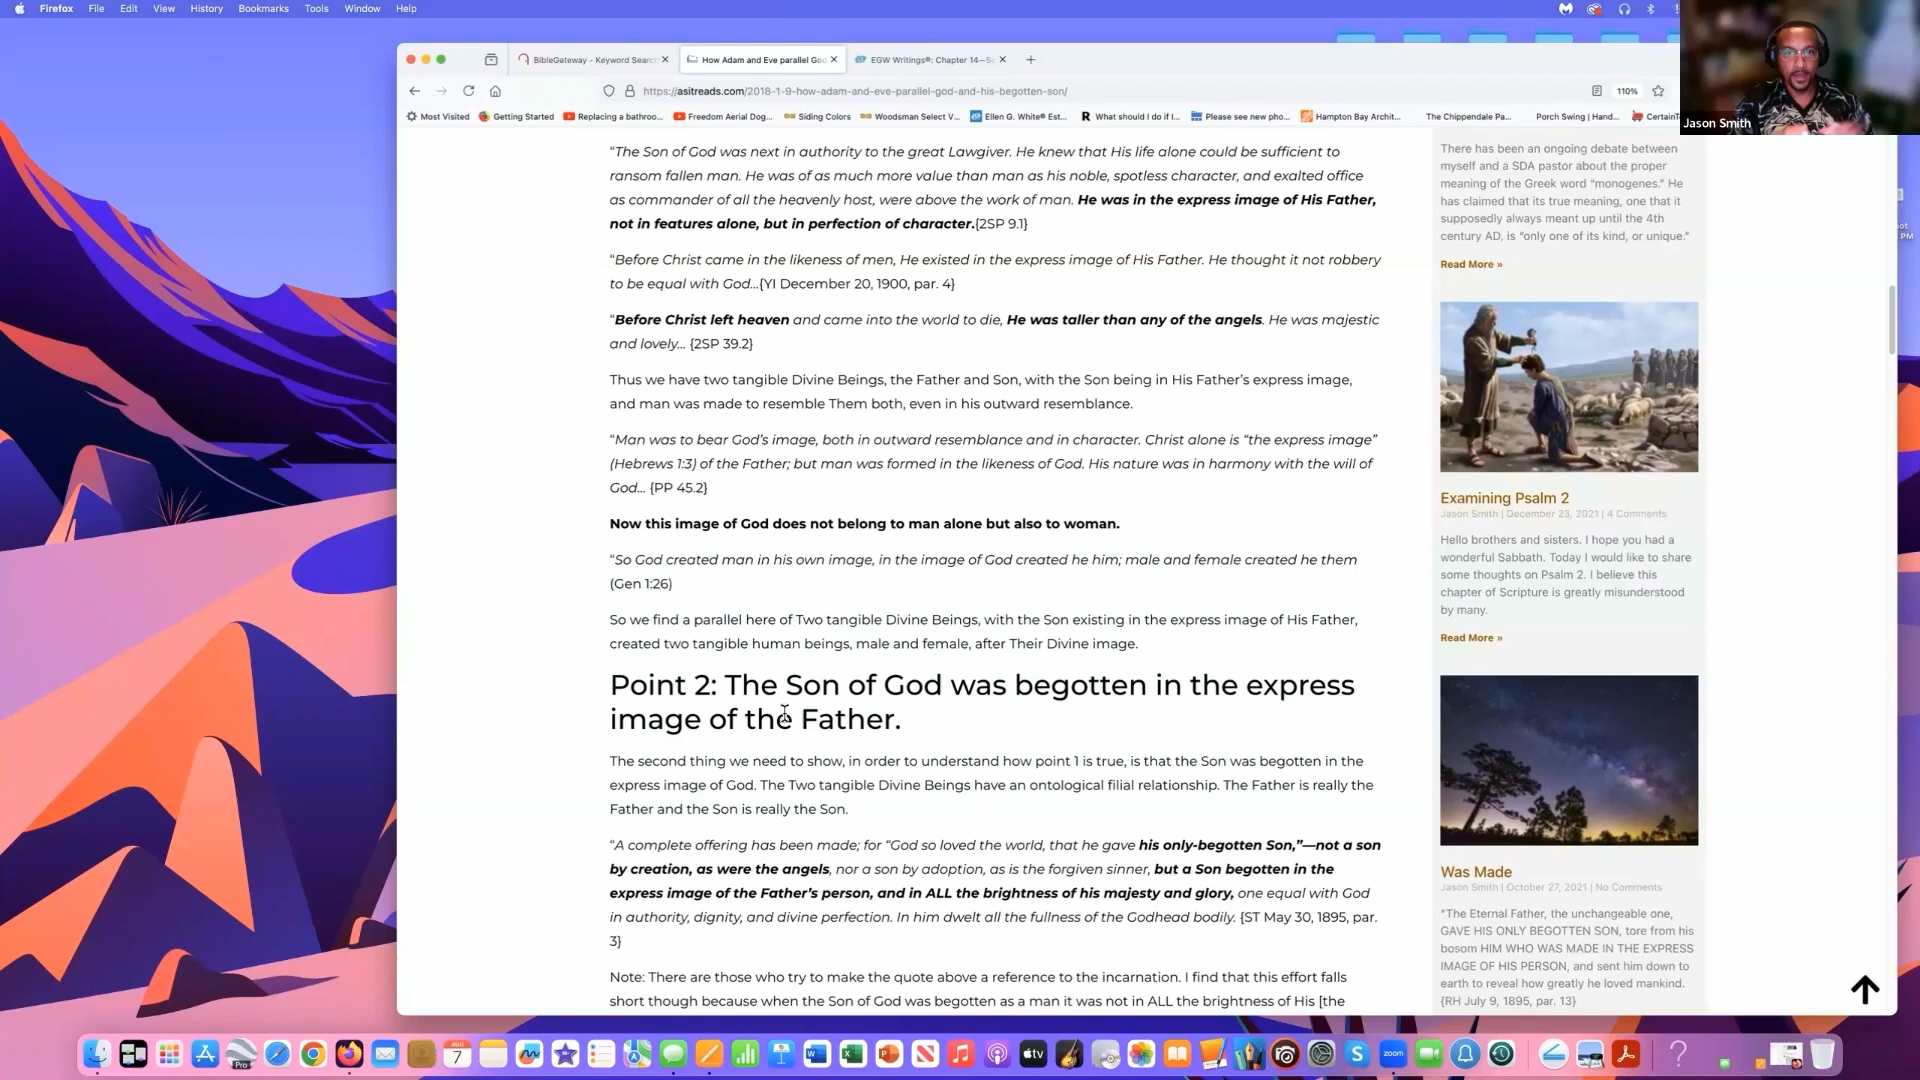 Firefox File Edit View History Bookmarks Tools Window Help
BibleGateway - Keyword Search
How Adam and Eve parallel God
EGW Writings®: Chapter 14—S
https://asitreads.com/2018-1-9-how-adam-and-eve-parallel-god-and-his-begotten-son/
110%
Jason Smith
Most Visited Getting Started Replacing a bathroo... Freedom Aerial Dog... Siding Colors Woodsman Select V... Ellen G. White® Est... What should I do if I... Please see new pho... Hampton Bay Archit... The Chippendale Pa... Porch Swing | Hand... CertainT
“The Son of God was next in authority to the great Lawgiver. He knew that His life alone could be sufficient to
ransom fallen man. He was of as much more value than man as his noble, spotless character, and exalted office
as commander of all the heavenly host, were above the work of man. He was in the express image of His Father,
not in features alone, but in perfection of character.{2SP 9.1}
“Before Christ came in the likeness of men, He existed in the express image of His Father. He thought it not robbery
to be equal with God...{YI December 20, 1900, par. 4}
“Before Christ left heaven and came into the world to die, He was taller than any of the angels. He was majestic
and lovely... {2SP 39.2}
Thus we have two tangible Divine Beings, the Father and Son, with the Son being in His Father’s express image,
and man was made to resemble Them both, even in his outward resemblance.
“Man was to bear God’s image, both in outward resemblance and in character. Christ alone is “the express image”
(Hebrews 1:3) of the Father; but man was formed in the likeness of God. His nature was in harmony with the will of
God... {PP 45.2}
Now this image of God does not belong to man alone but also to woman.
“So God created man in his own image, in the image of God created he him; male and female created he them
(Gen 1:26)
So we find a parallel here of Two tangible Divine Beings, with the Son existing in the express image of His Father,
created two tangible human beings, male and female, after Their Divine image.
Point 2: The Son of God was begotten in the express
image of the Father.
The second thing we need to show, in order to understand how point 1 is true, is that the Son was begotten in the
express image of God. The Two tangible Divine Beings have an ontological filial relationship. The Father is really the
Father and the Son is really the Son.
“A complete offering has been made; for “God so loved the world, that he gave his only-begotten Son,”—not a son
by creation, as were the angels, nor a son by adoption, as is the forgiven sinner, but a Son begotten in the
express image of the Father’s person, and in ALL the brightness of his majesty and glory, one equal with God
in authority, dignity, and divine perfection. In him dwelt all the fullness of the Godhead bodily. {ST May 30, 1895, par.
3}
Note: There are those who try to make the quote above a reference to the incarnation. I find that this effort falls
short though because when the Son of God was begotten as a man it was not in ALL the brightness of His [the
There has been an ongoing debate between
myself and a SDA pastor about the proper
meaning of the Greek word “monogenes.” He
has claimed that its true meaning, one that it
supposedly always meant up until the 4th
century AD, is “only one of its kind, or unique.”
Read More »
Examining Psalm 2
Jason Smith | December 23, 2021 | 4 Comments
Hello brothers and sisters. I hope you had a
wonderful Sabbath. Today I would like to share
some thoughts on Psalm 2. I believe this
chapter of Scripture is greatly misunderstood
by many.
Read More »
Was Made
Jason Smith | October 27, 2021 | No Comments
“The Eternal Father, the unchangeable one,
GAVE HIS ONLY BEGOTTEN SON, tore from his
bosom HIM WHO WAS MADE IN THE EXPRESS
IMAGE OF HIS PERSON, and sent him down to
earth to reveal how greatly he loved mankind.
{RH July 9, 1895, par. 13}
PM
Pro
AUG
7
tv
zoom